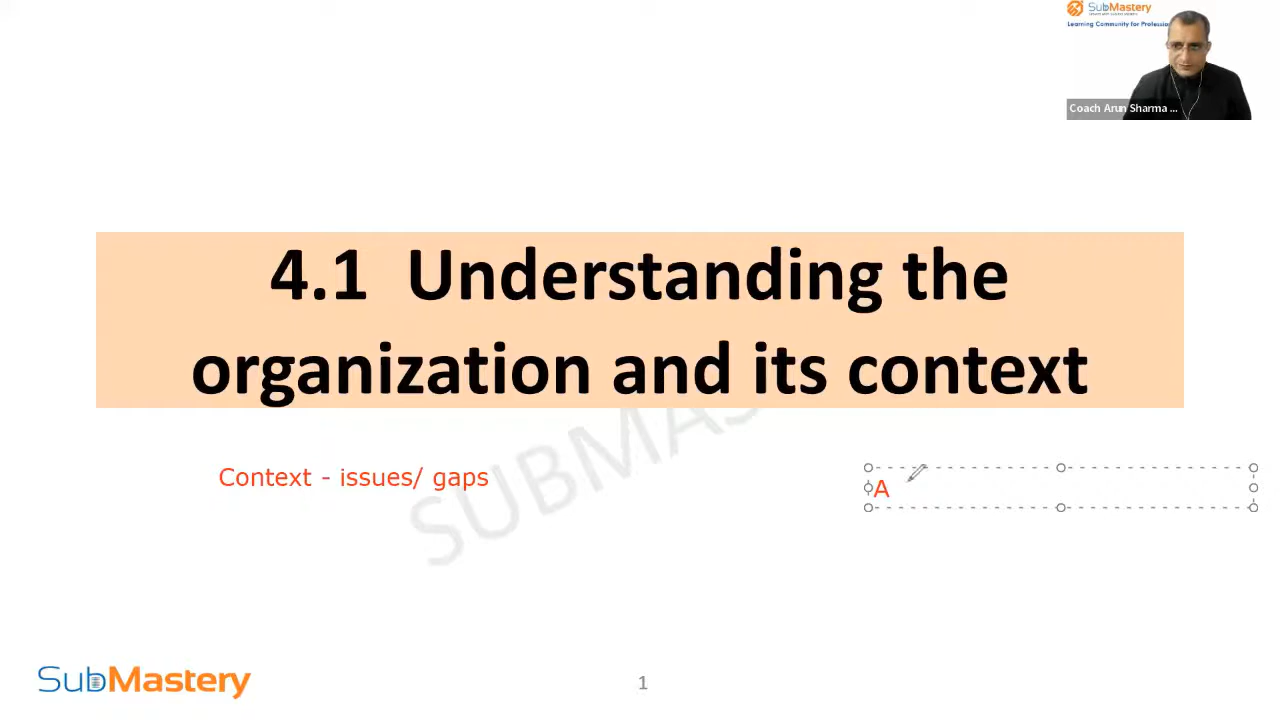 SubMastery
Learning Community for Professio
Coach Arun Sharma ...
4.1 Understanding the
organization and its context
SUBMAS
Context - issues/ gaps
A
SubMastery
1